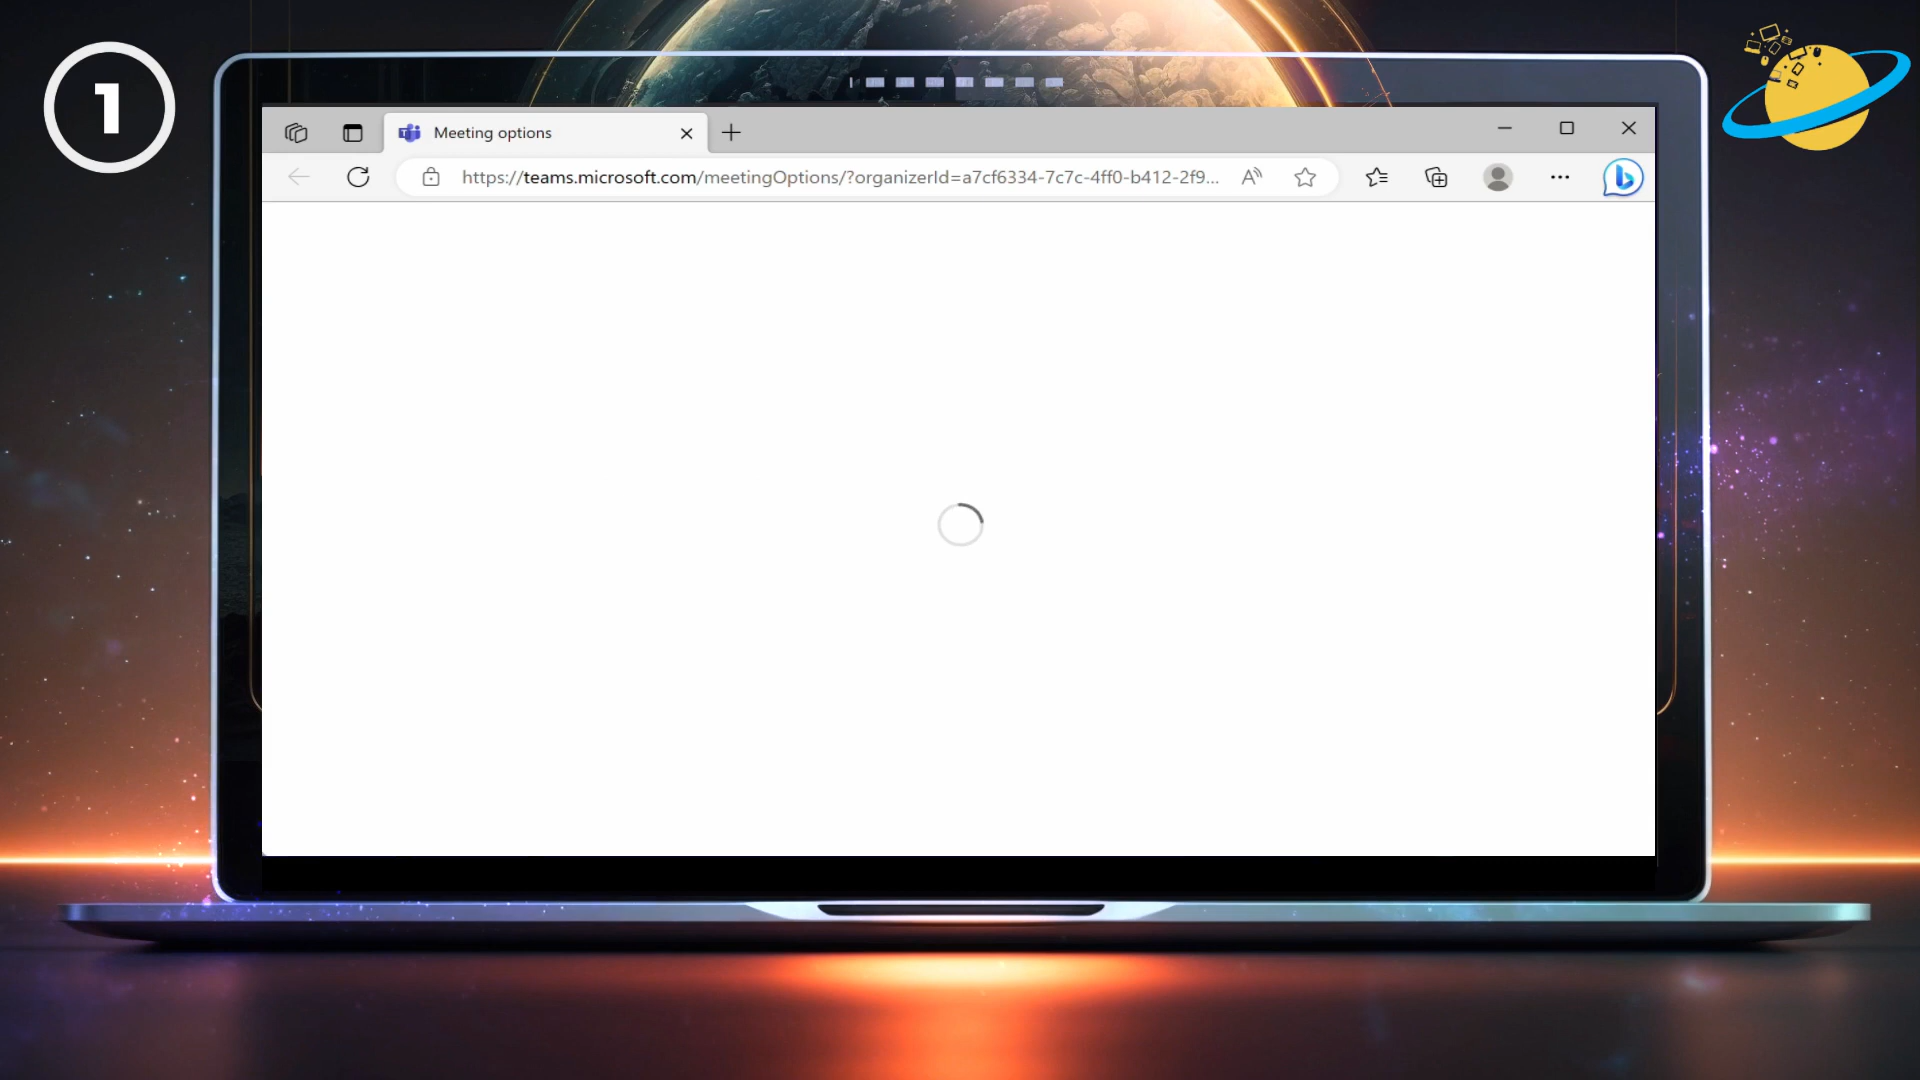 1
Meeting options
https://teams.microsoft.com/meetingOptions/?organizerId=a7cf6334-7c7c-4ff0-b412-2f9...